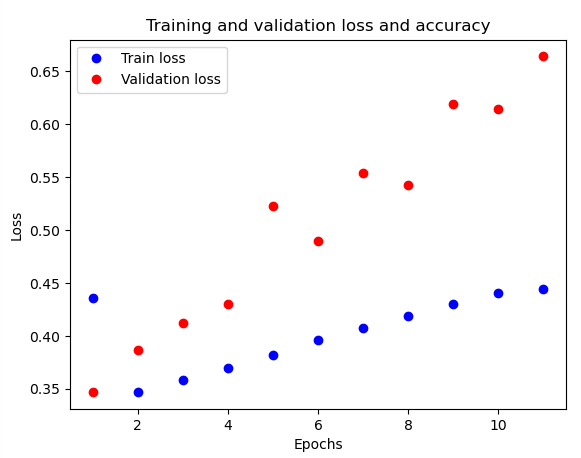 Training and validation loss and accuracy
Train loss
Validation loss
0.65
0.60
0.55
0.50
0.45
0.40
0.35
Loss
2
4
6
8
10
Epochs